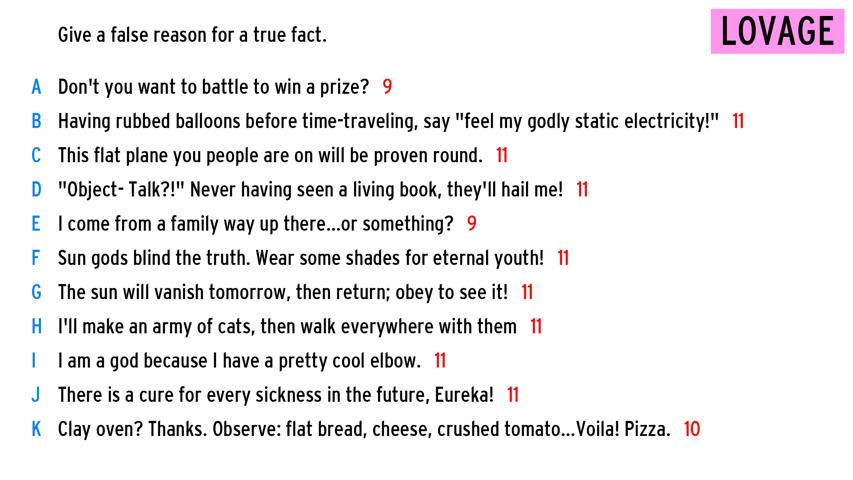 Give a false reason for a true fact.
LOVAGE
A Don't you want to battle to win a prize? 9
B Having rubbed balloons before time-traveling, say "feel my godly static electricity!" 11
C This flat plane you people are on will be proven round. 11
D "Object- Talk?!" Never having seen a living book, they'll hail me! 11
E I come from a family way up there...or something? 9
F Sun gods blind the truth. Wear some shades for eternal youth! 11
G The sun will vanish tomorrow, then return; obey to see it! 11
H I'll make an army of cats, then walk everywhere with them 11
I I am a god because I have a pretty cool elbow. 11
J There is a cure for every sickness in the future, Eureka! 11
K Clay oven? Thanks. Observe: flat bread, cheese, crushed tomato...Voila! Pizza. 10